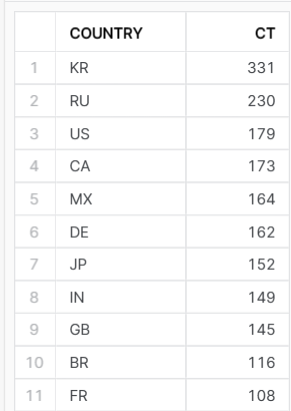 COUNTRY CT
1 KR 331
2 RU 230
3 US 179
4 CA 173
5 MX 164
6 DE 162
7 JP 152
8 IN 149
9 GB 145
10 BR 116
11 FR 108